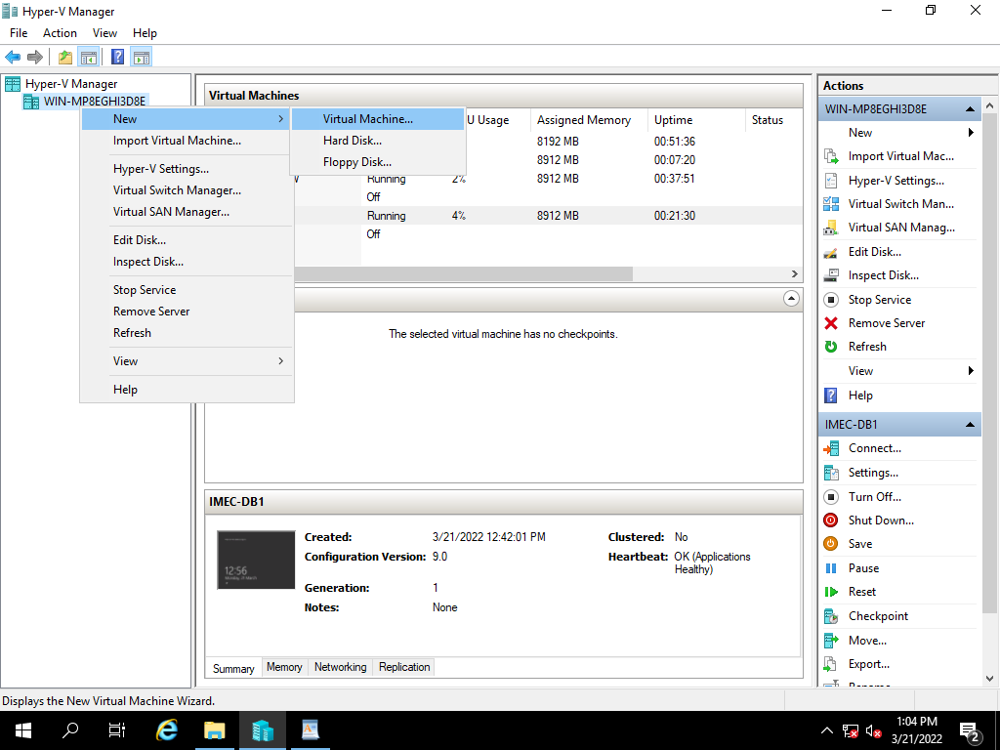 Hyper-V Manager
File Action View Help
Hyper-V Manager
WIN-MP8EGHI3D8E
New
Import Virtual Machine...
Hyper-V Settings...
Virtual Switch Manager...
Virtual SAN Manager...
Edit Disk...
Inspect Disk...
Stop Service
Remove Server
Refresh
View
Help
Virtual Machine...
Hard Disk...
Floppy Disk...
Virtual Machines
U Usage Assigned Memory Uptime Status
8192 MB 00:51:36
8912 MB 00:07:20
Running 2% 8912 MB 00:37:51
Off
Running 4% 8912 MB 00:21:30
Off
The selected virtual machine has no checkpoints.
IMEC-DB1
12:56
Created: 3/21/2022 12:42:01 PM Clustered: No
Configuration Version: 9.0 Heartbeat: OK (Applications
Healthy)
Generation: 1
Notes: None
Summary Memory Networking Replication
Actions
WIN-MP8EGHI3D8E
New
Import Virtual Mac...
Hyper-V Settings...
Virtual Switch Man...
Virtual SAN Manag...
Edit Disk...
Inspect Disk...
Stop Service
Remove Server
Refresh
View
Help
IMEC-DB1
Connect...
Settings...
Turn Off...
Shut Down...
Save
Pause
Reset
Checkpoint
Move...
Export...
Displays the New Virtual Machine Wizard.
1:04 PM
3/21/2022
2